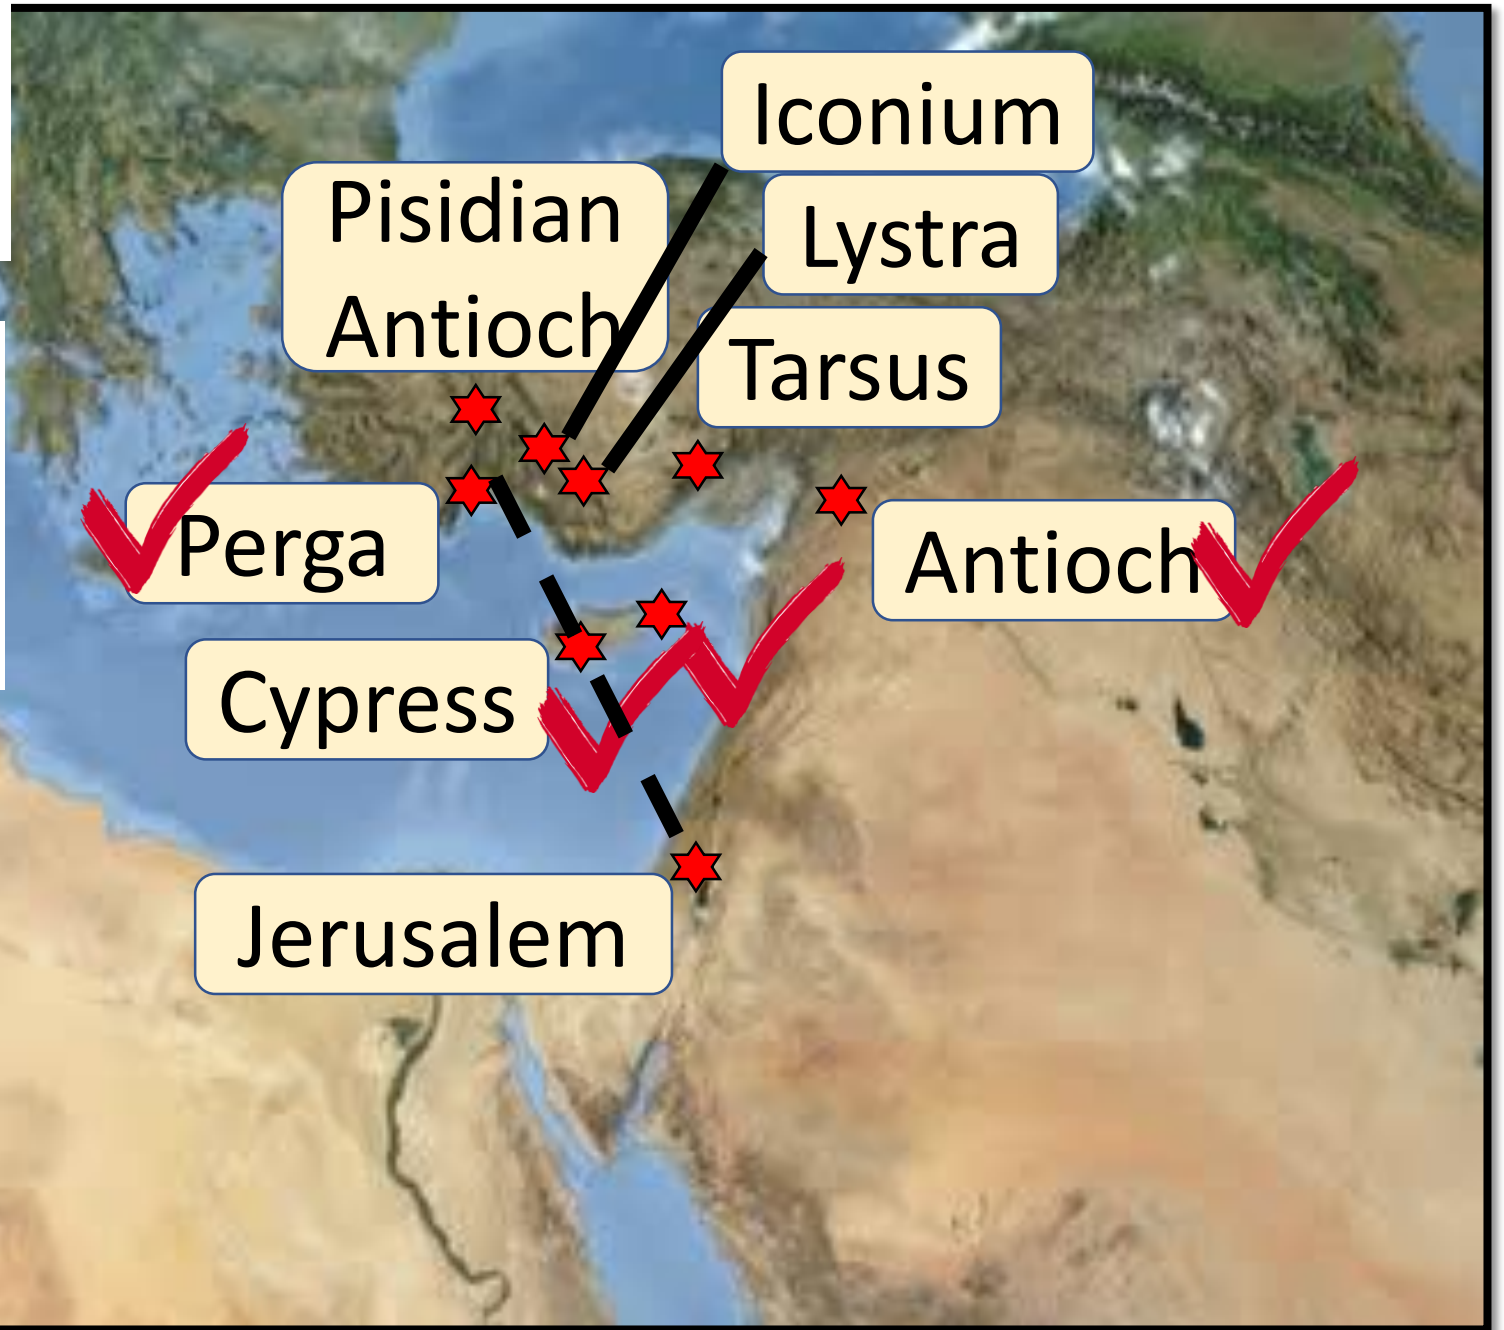 Iconium
Pisidian
Antioch
Lystra
Tarsus
Perga
Antioch
Cypress
Jerusalem